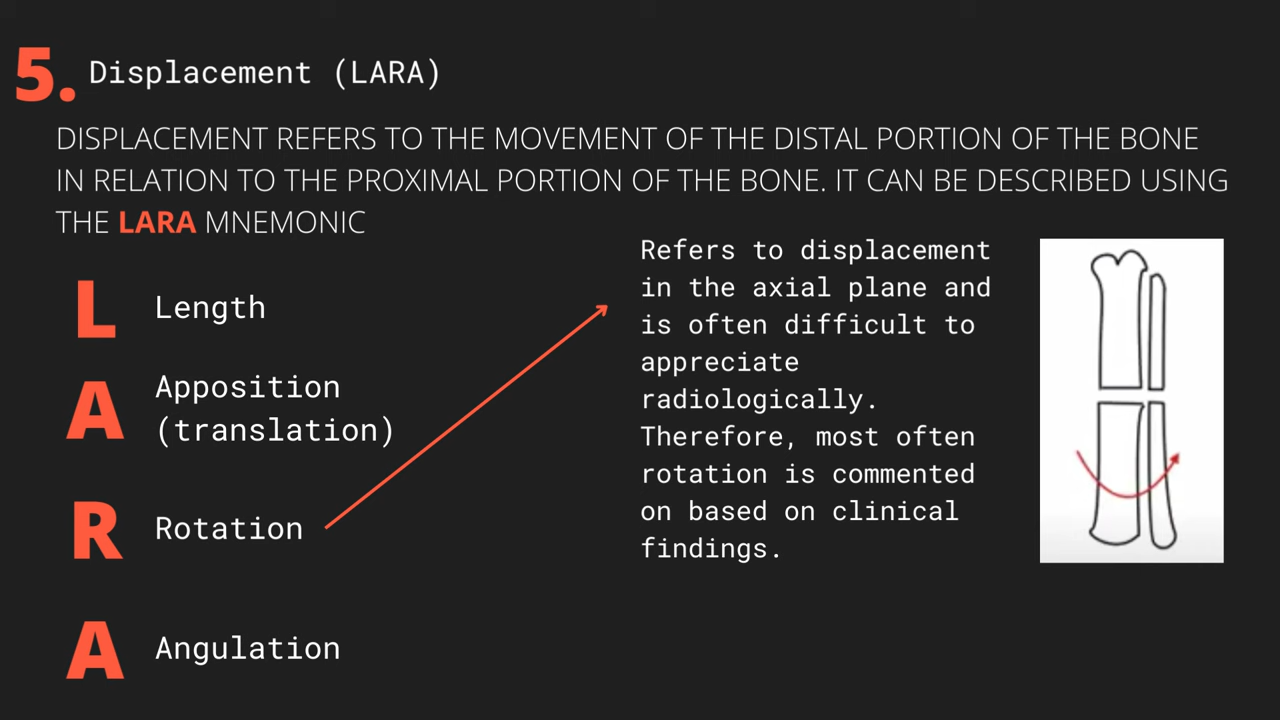 5. Displacement (LARA)
DISPLACEMENT REFERS TO THE MOVEMENT OF THE DISTAL PORTION OF THE BONE
IN RELATION TO THE PROXIMAL PORTION OF THE BONE. IT CAN BE DESCRIBED USING
THE LARA MNEMONIC
L Length
A Apposition
(translation)
R Rotation
A Angulation
Refers to displacement
in the axial plane and
is often difficult to
appreciate
radiologically.
Therefore, most often
rotation is commented
on based on clinical
findings.